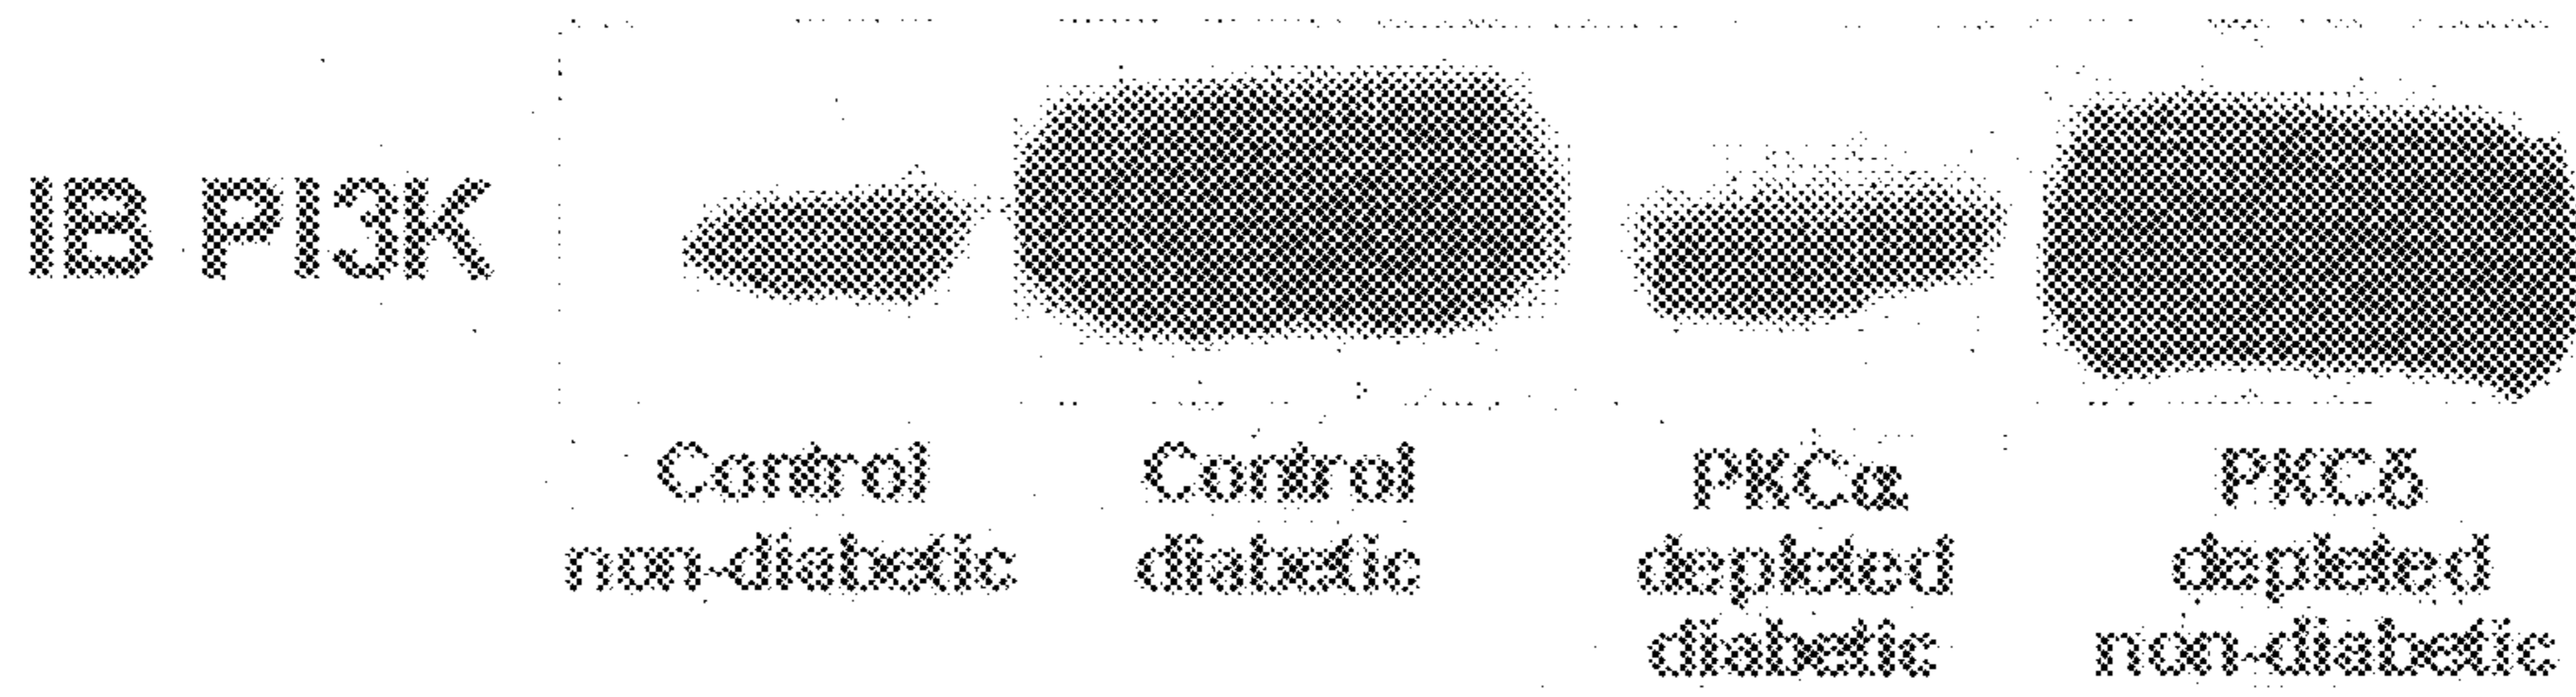 IB PI3K
Control
non-diabetic
Control
diabetic
PKCα
depleted
diabetic
PKCδ
depleted
non-diabetic